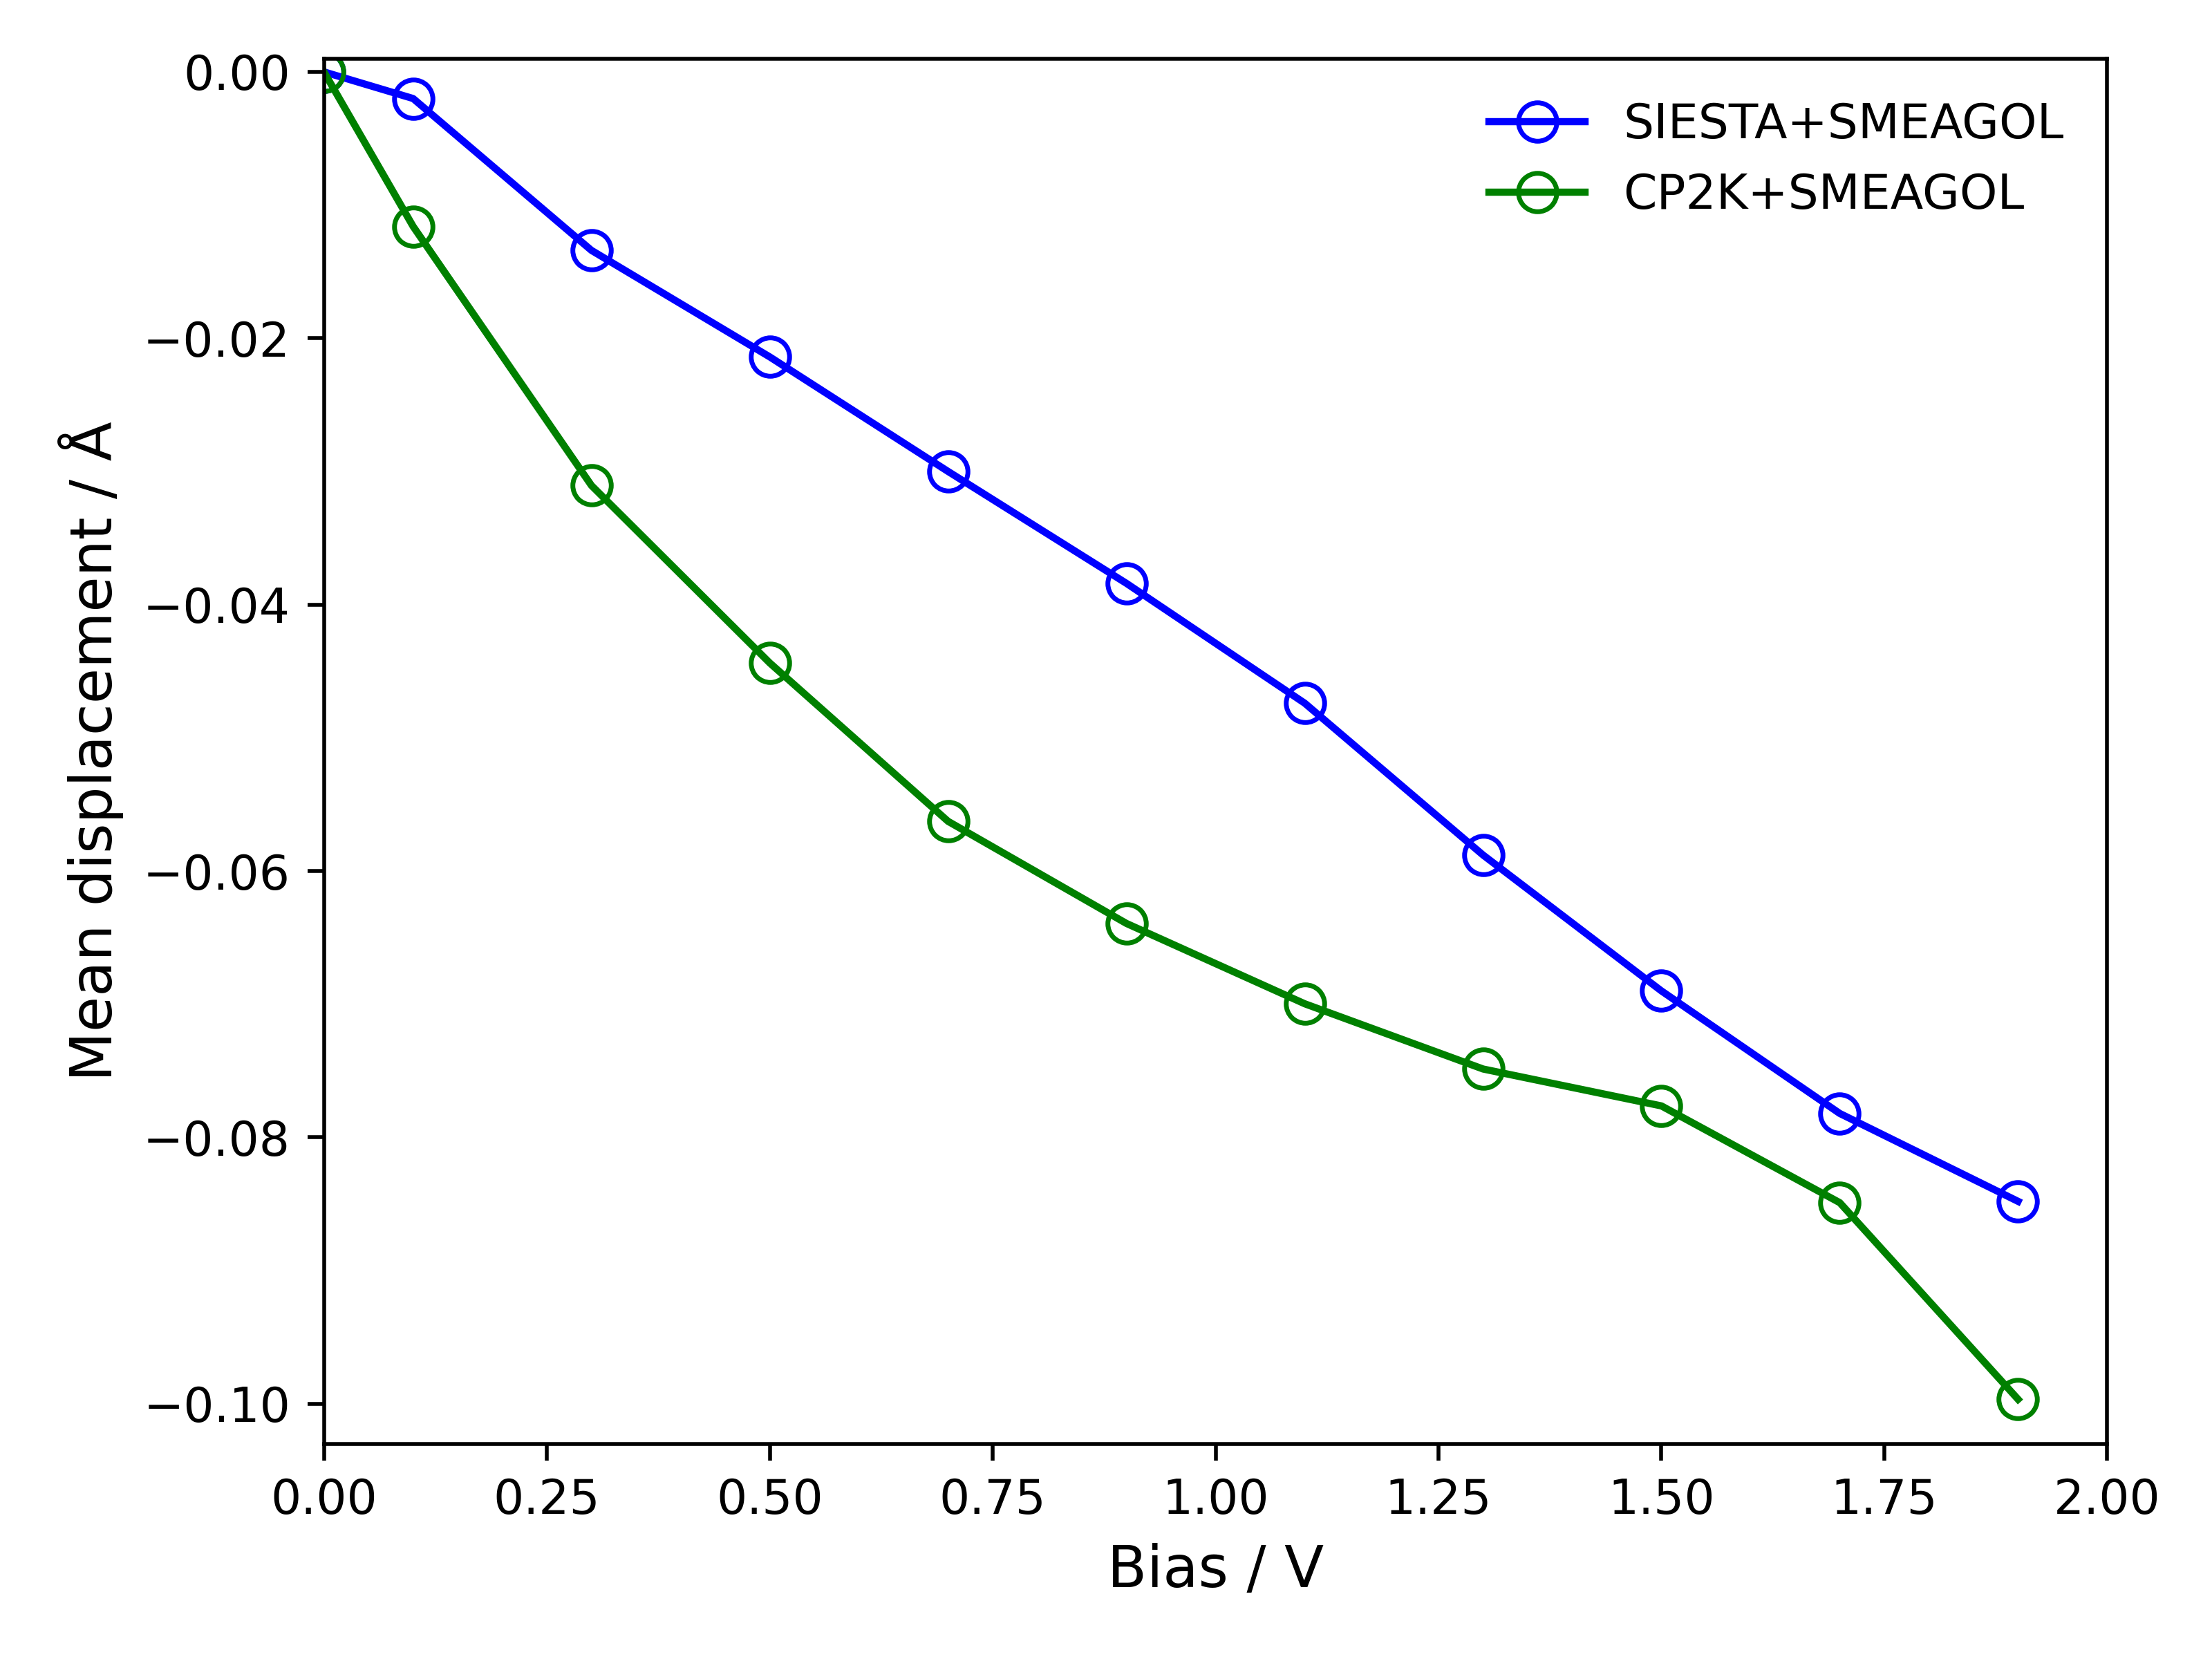 SIESTA+SMEAGOL
CP2K+SMEAGOL
0.00
−0.02
−0.04
−0.06
−0.08
−0.10
Mean displacement / Å
0.00 0.25 0.50 0.75 1.00 1.25 1.50 1.75 2.00
Bias / V